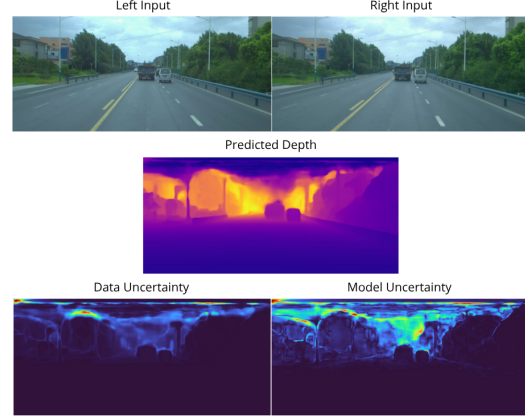 Left Input
Right Input
Predicted Depth
Data Uncertainty
Model Uncertainty